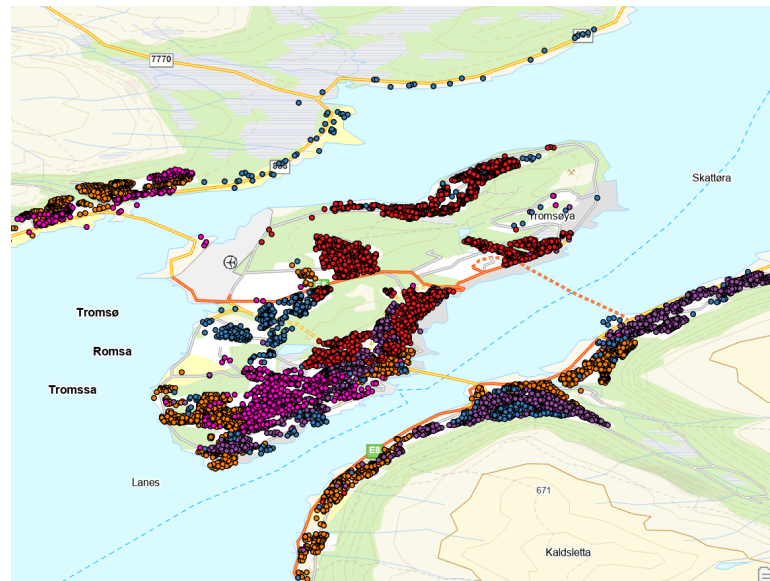 7770
Skattøra
Tromsøya
Tromsø
Romsa
Tromssa
E8
Lanes
671
Kaldsletta